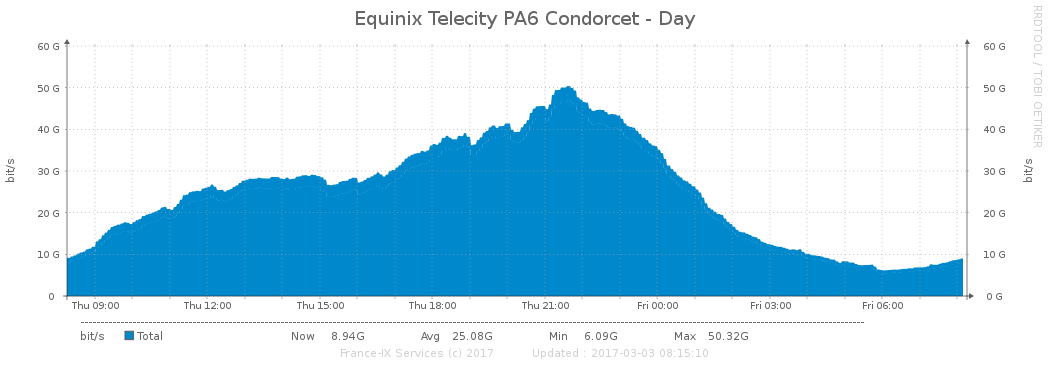 Equinix Telecity PA6 Condorcet - Day
RRDTOOL / TOBI OETIKER
60 G 60 G
50 G 50 G
40 G 40 G
30 G 30 G
20 G 20 G
10 G 10 G
0 0 G
bit/s bit/s
Thu 09:00 Thu 12:00 Thu 15:00 Thu 18:00 Thu 21:00 Fri 00:00 Fri 03:00 Fri 06:00
bit/s Total Now 8.94G Avg 25.08G Min 6.09G Max 50.32G
France-IX Services (c) 2017 Updated : 2017-03-03 08:15:10